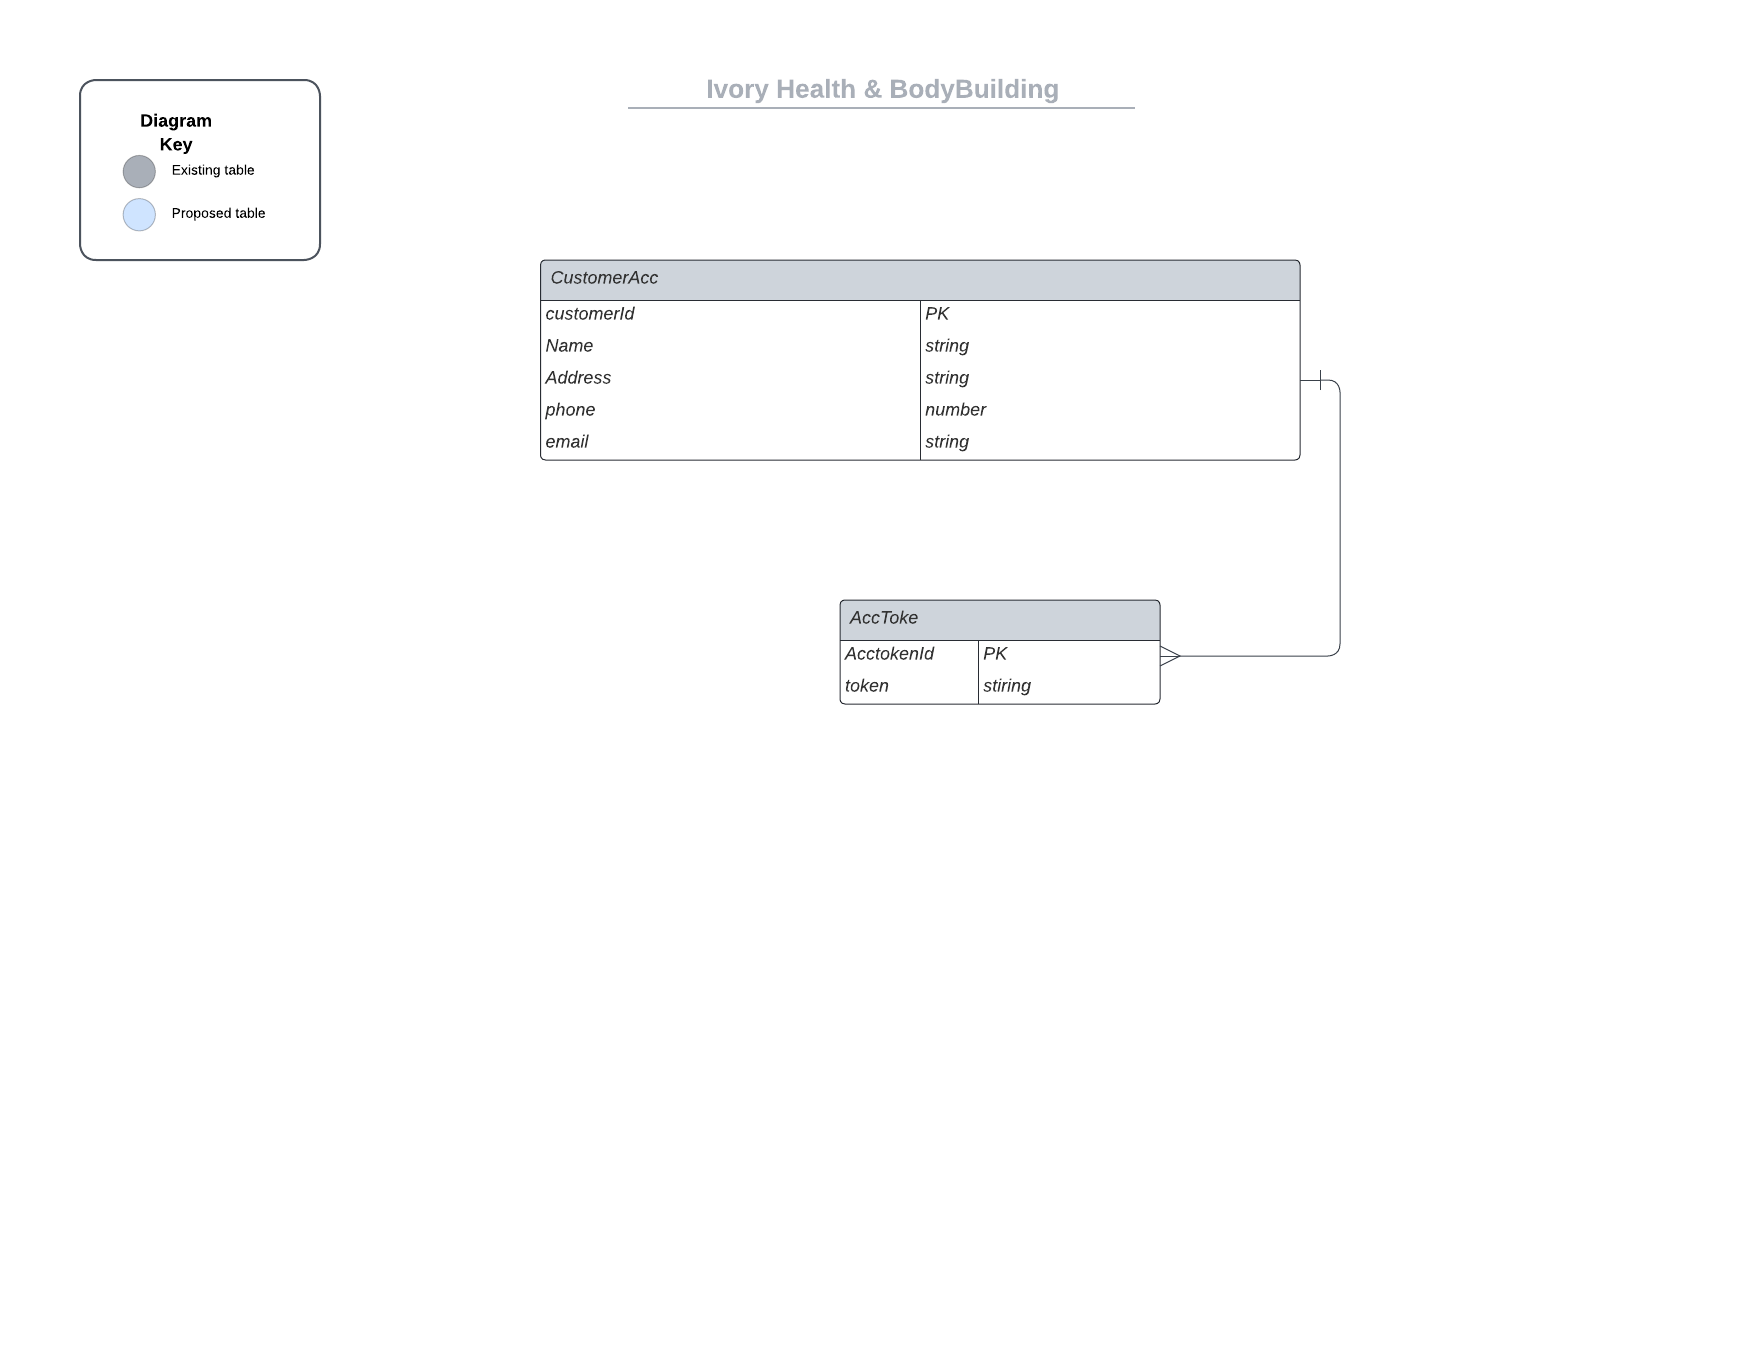 Ivory Health & BodyBuilding
Diagram
Key
Existing table
Proposed table
CustomerAcc
customerId PK
Name string
Address string
phone number
email string
AccToke
AcctokenId PK
token stiring